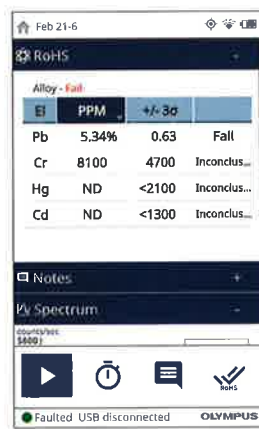 Feb 21-6
RoHS -
Alloy - Fail
El PPM +/- 3σ
Pb 5.34% 0.63 Fail
Cr 8100 4700 Inconclus...
Hg ND <2100 Inconclus...
Cd ND <1300 Inconclus...
Notes +
Spectrum -
counts/sec
RoHS
Faulted USB disconnected OLYMPUS